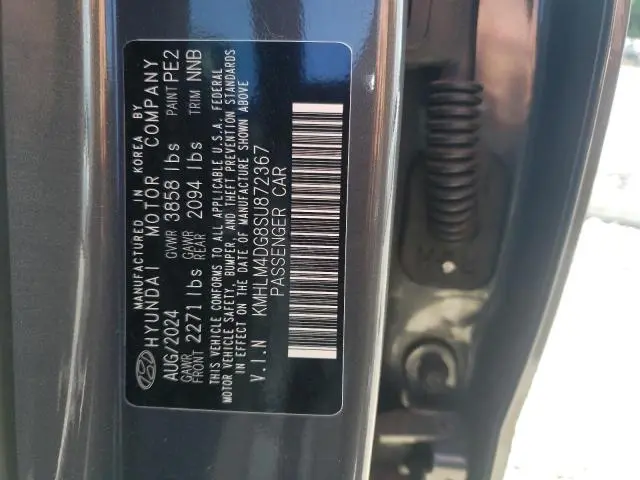 MANUFACTURED IN KOREA BY
HYUNDAI MOTOR COMPANY
AUG/2024 GVWR 3858 lbs PAINT PE2
GAWR FRONT 2271 lbs GAWR REAR 2094 lbs TRIM NNB
THIS VEHICLE CONFORMS TO ALL APPLICABLE U.S.A. FEDERAL
MOTOR VEHICLE SAFETY, BUMPER, AND THEFT PREVENTION STANDARDS
IN EFFECT ON THE DATE OF MANUFACTURE SHOWN ABOVE
V.I.N KMHLM4DG8SU872367
PASSENGER CAR